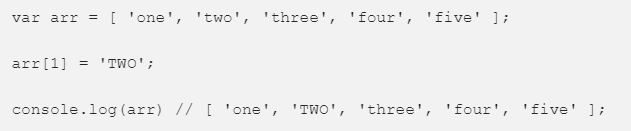 var arr = [ 'one', 'two', 'three', 'four', 'five' ];
arr[1] = 'TWO';
console.log(arr) // [ 'one', 'TWO', 'three', 'four', 'five' ];